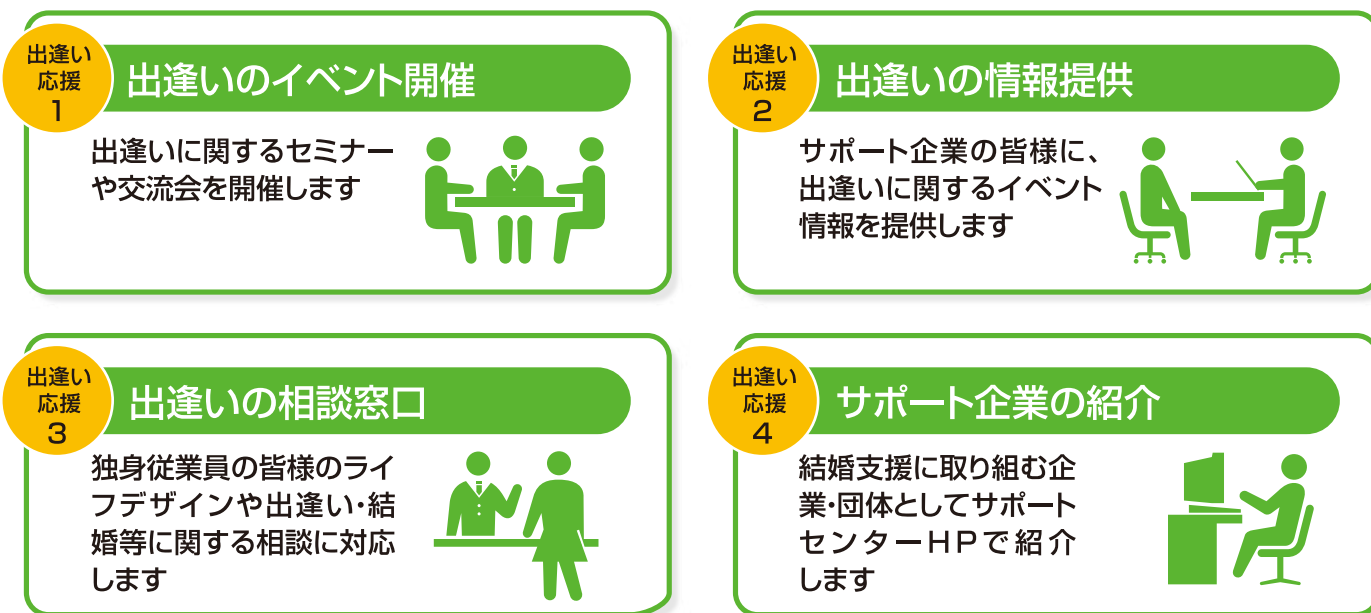 出逢い
応援
1
出逢いのイベント開催
出逢いに関するセミナー
や交流会を開催します
出逢い
応援
2
出逢いの情報提供
サポート企業の皆様に、
出逢いに関するイベント
情報を提供します
出逢い
応援
3
出逢いの相談窓口
独身従業員の皆様のライ
フデザインや出逢い・結
婚等に関する相談に対応
します
出逢い
応援
4
サポート企業の紹介
結婚支援に取り組む企
業・団体としてサポート
センターHPで紹介
します